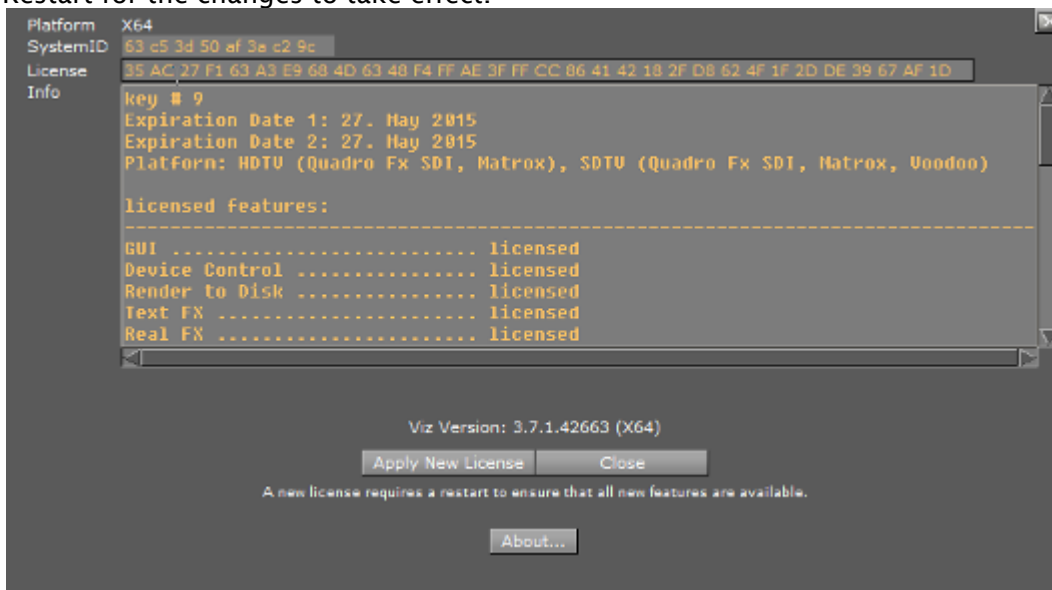 Restart for the changes to take effect.
Platform X64
SystemID 63 c5 3d 50 af 3a c2 9c
License 35 AC 27 F1 63 A3 E9 68 4D 63 48 F4 FF AE 3F FF CC 86 41 42 18 2F D8 62 4F 1F 2D DE 39 67 AF 1D
Info
key # 9
Expiration Date 1: 27. May 2015
Expiration Date 2: 27. May 2015
Platform: HDTV (Quadro Fx SDI, Matrox), SDTV (Quadro Fx SDI, Matrox, Voodoo)
licensed features:
--------------------------------------------------------------------------------
GUI ........................... licensed
Device Control ................ licensed
Render to Disk ................ licensed
Text FX ....................... licensed
Real FX ....................... licensed
Viz Version: 3.7.1.42663 (X64)
Apply New License Close
A new license requires a restart to ensure that all new features are available.
About...